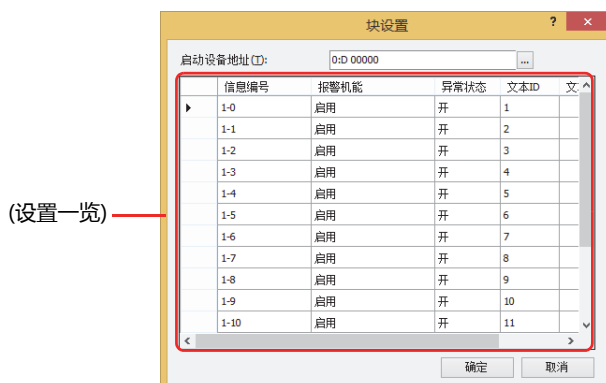 块设置
启动设备地址(T): 0:D 00000 ...
信息编号 报警机能 异常状态 文本ID 文
1-0 启用 开 1
1-1 启用 开 2
1-2 启用 开 3
1-3 启用 开 4
(设置一览) 1-4 启用 开 5
1-5 启用 开 6
1-6 启用 开 7
1-7 启用 开 8
1-8 启用 开 9
1-9 启用 开 10
1-10 启用 开 11
确定 取消